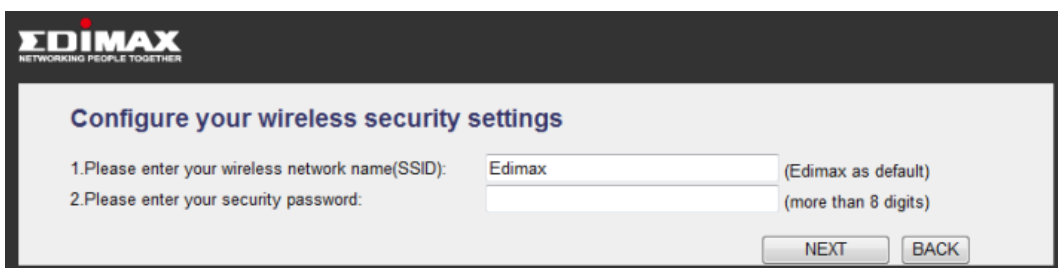 EDIMAX
NETWORKING PEOPLE TOGETHER
Configure your wireless security settings
1.Please enter your wireless network name(SSID): Edimax (Edimax as default)
2.Please enter your security password: (more than 8 digits)
NEXT BACK